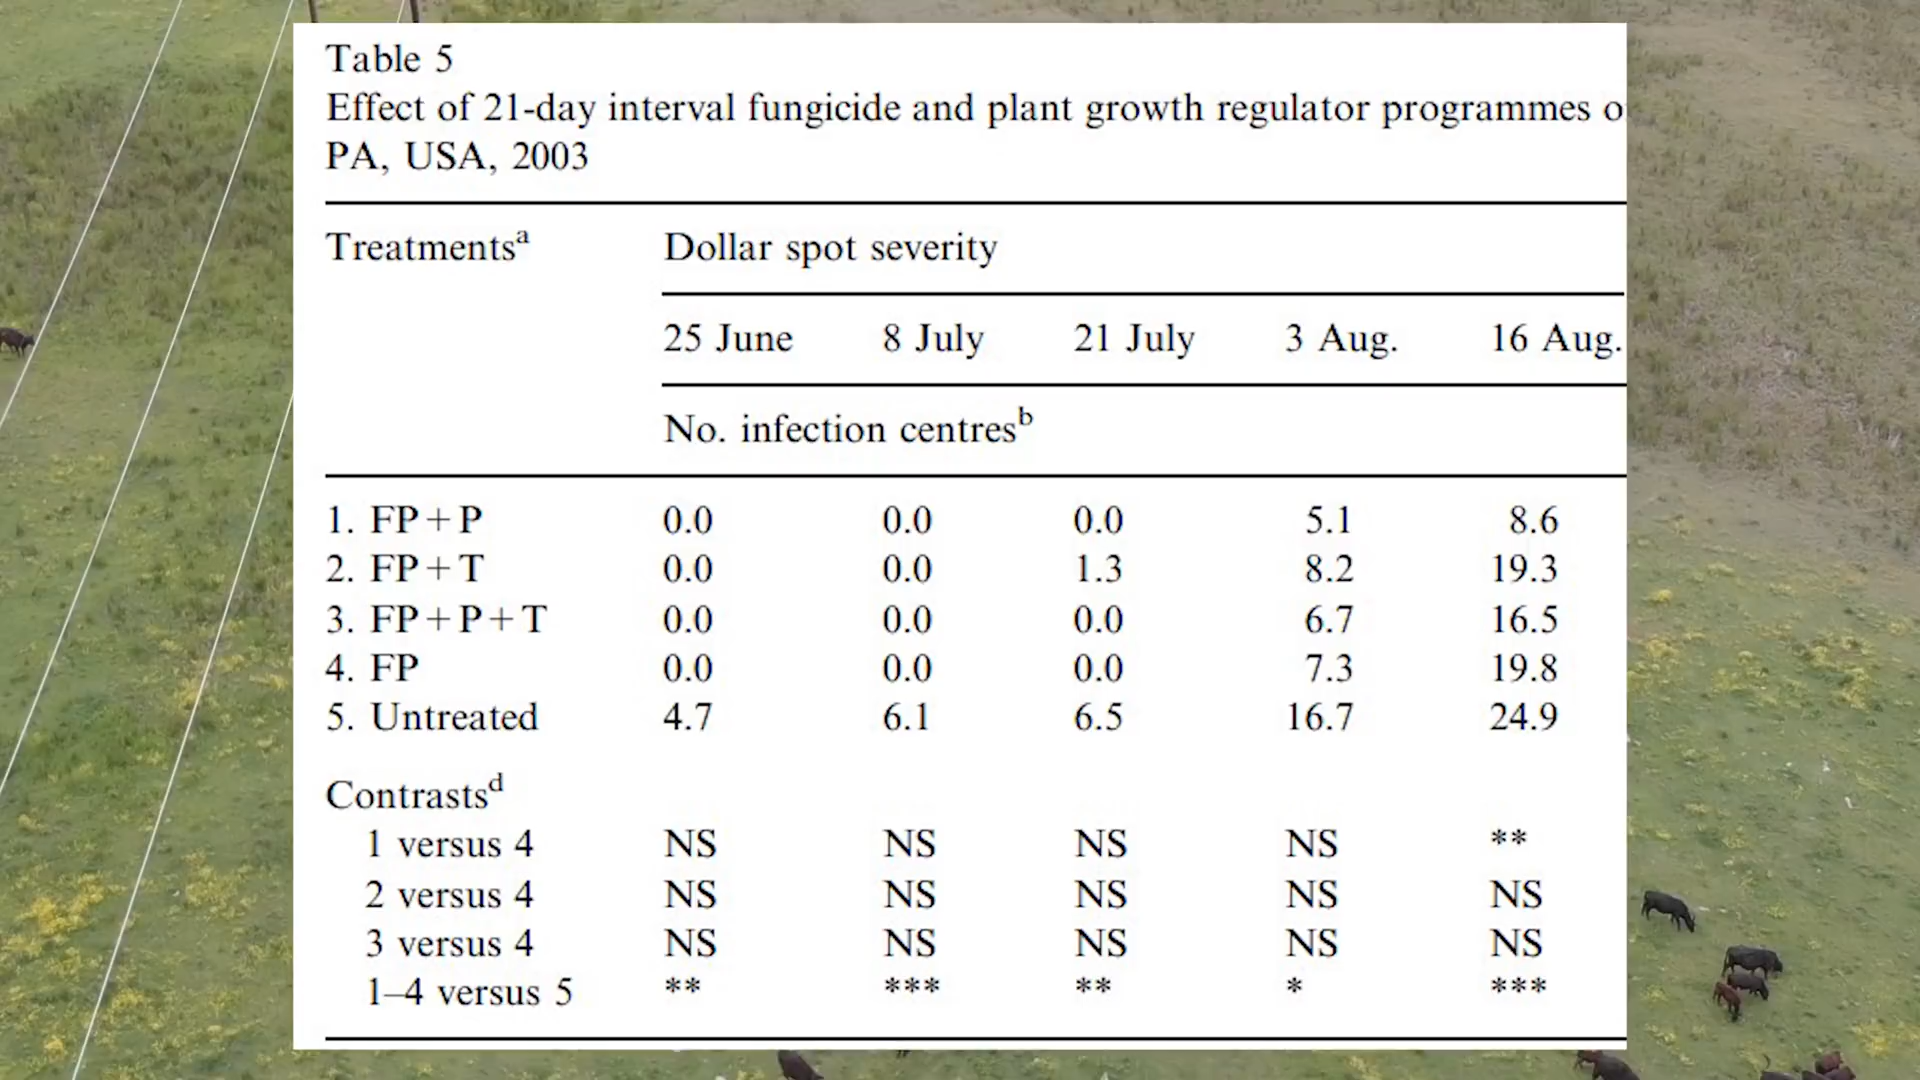 Table 5
Effect of 21-day interval fungicide and plant growth regulator programmes
PA, USA, 2003
Treatmentsa Dollar spot severity
25 June 8 July 21 July 3 Aug. 16 Aug.
No. infection centresb
1. FP+P 0.0 0.0 0.0 5.1 8.6
2. FP+T 0.0 0.0 1.3 8.2 19.3
3. FP+P+T 0.0 0.0 0.0 6.7 16.5
4. FP 0.0 0.0 0.0 7.3 19.8
5. Untreated 4.7 6.1 6.5 16.7 24.9
Contrastsd
1 versus 4 NS NS NS NS **
2 versus 4 NS NS NS NS NS
3 versus 4 NS NS NS NS NS
1–4 versus 5 ** *** ** * ***